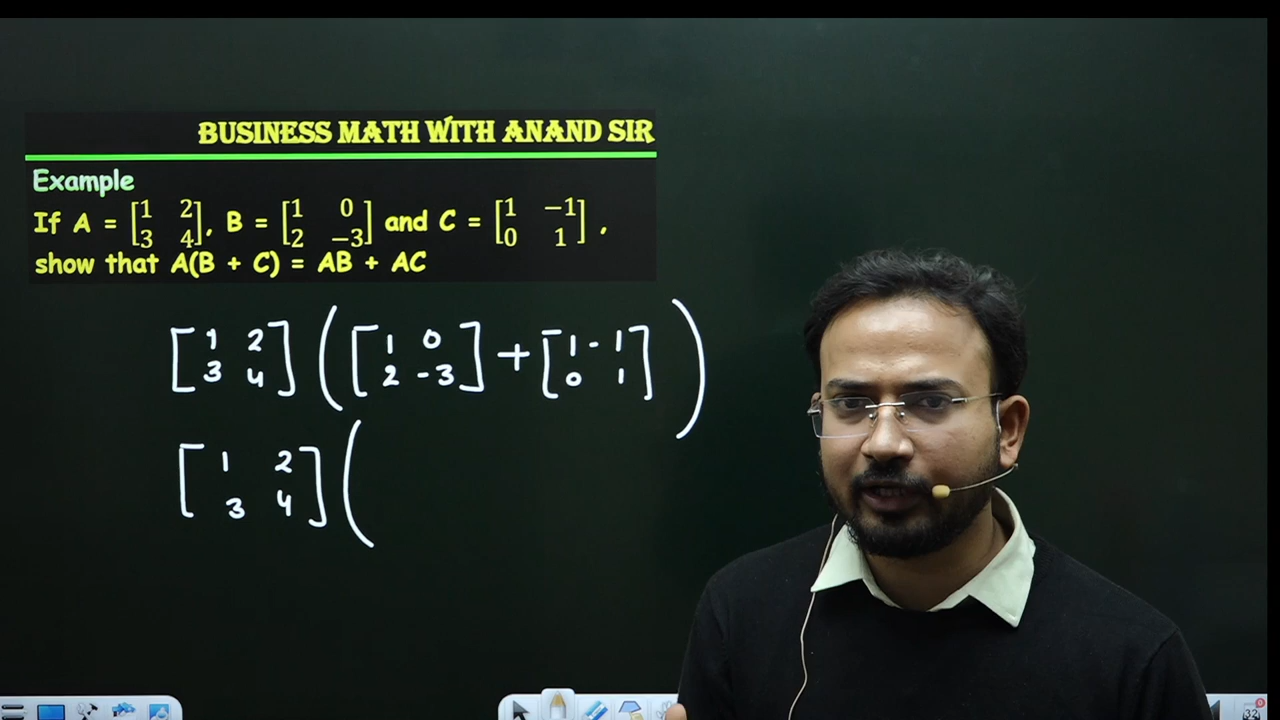 BUSINESS MATH WITH ANAND SIR
Example
If A = [1 2 3 4], B = [1 0 2 −3] and C = [1 −1 0 1] ,
show that A(B + C) = AB + AC
[1 2 3 4] ( [1 0 2 -3] + [1 -1 0 1] )
[1 2 3 4] (
32